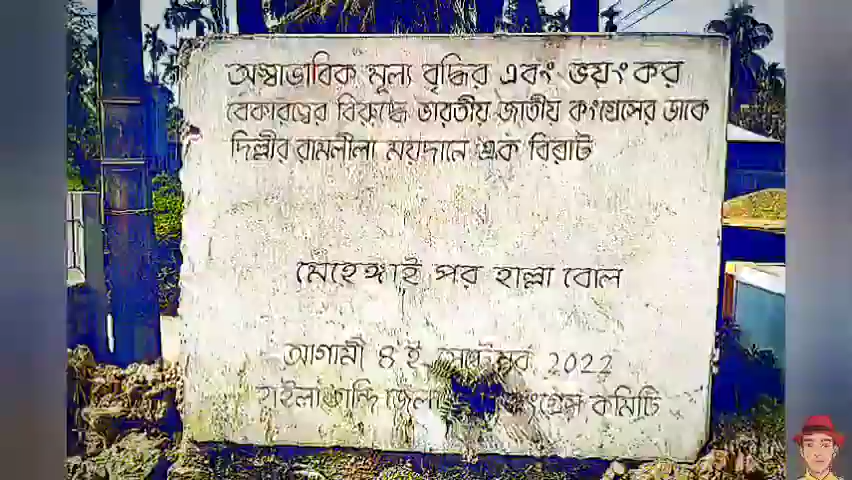 অস্বাভাবিক মূল্য বৃদ্ধির এবং ভয়ংকর
বেকারত্বের বিরুদ্ধে ভারতীয় জাতীয় কংগ্রেসের ডাকে
দিল্লীর রামলীলা ময়দানে এক বিরাট
মেহেঙ্গাই পর হাল্লা বোল
আগামী ৪ ই সেপ্টেম্বর 2022
হাইলাকান্দি জেলা কংগ্রেস কমিটি